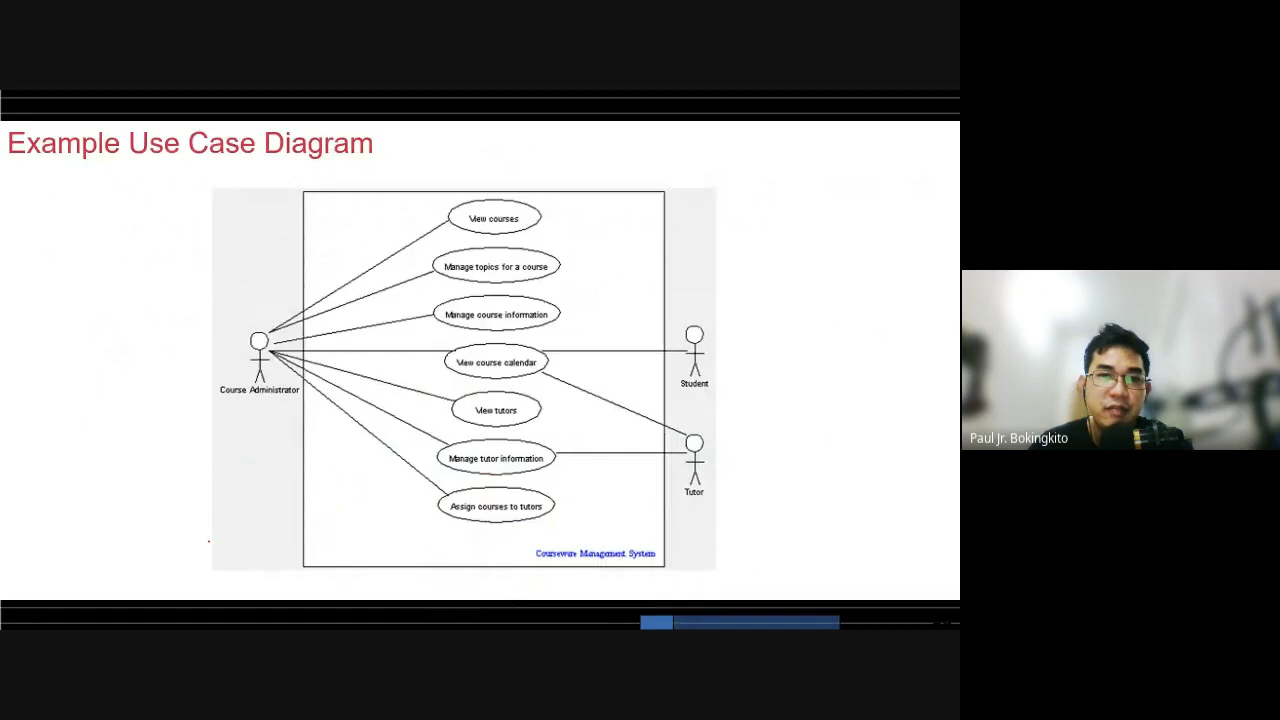 Example Use Case Diagram
View courses
Manage topics for a course
Manage course information
View course calendar
Student
Course Administrator
View tutors
Manage tutor information
Tutor
Assign courses to tutors
Courseware Management System
Paul Jr. Bokingkito